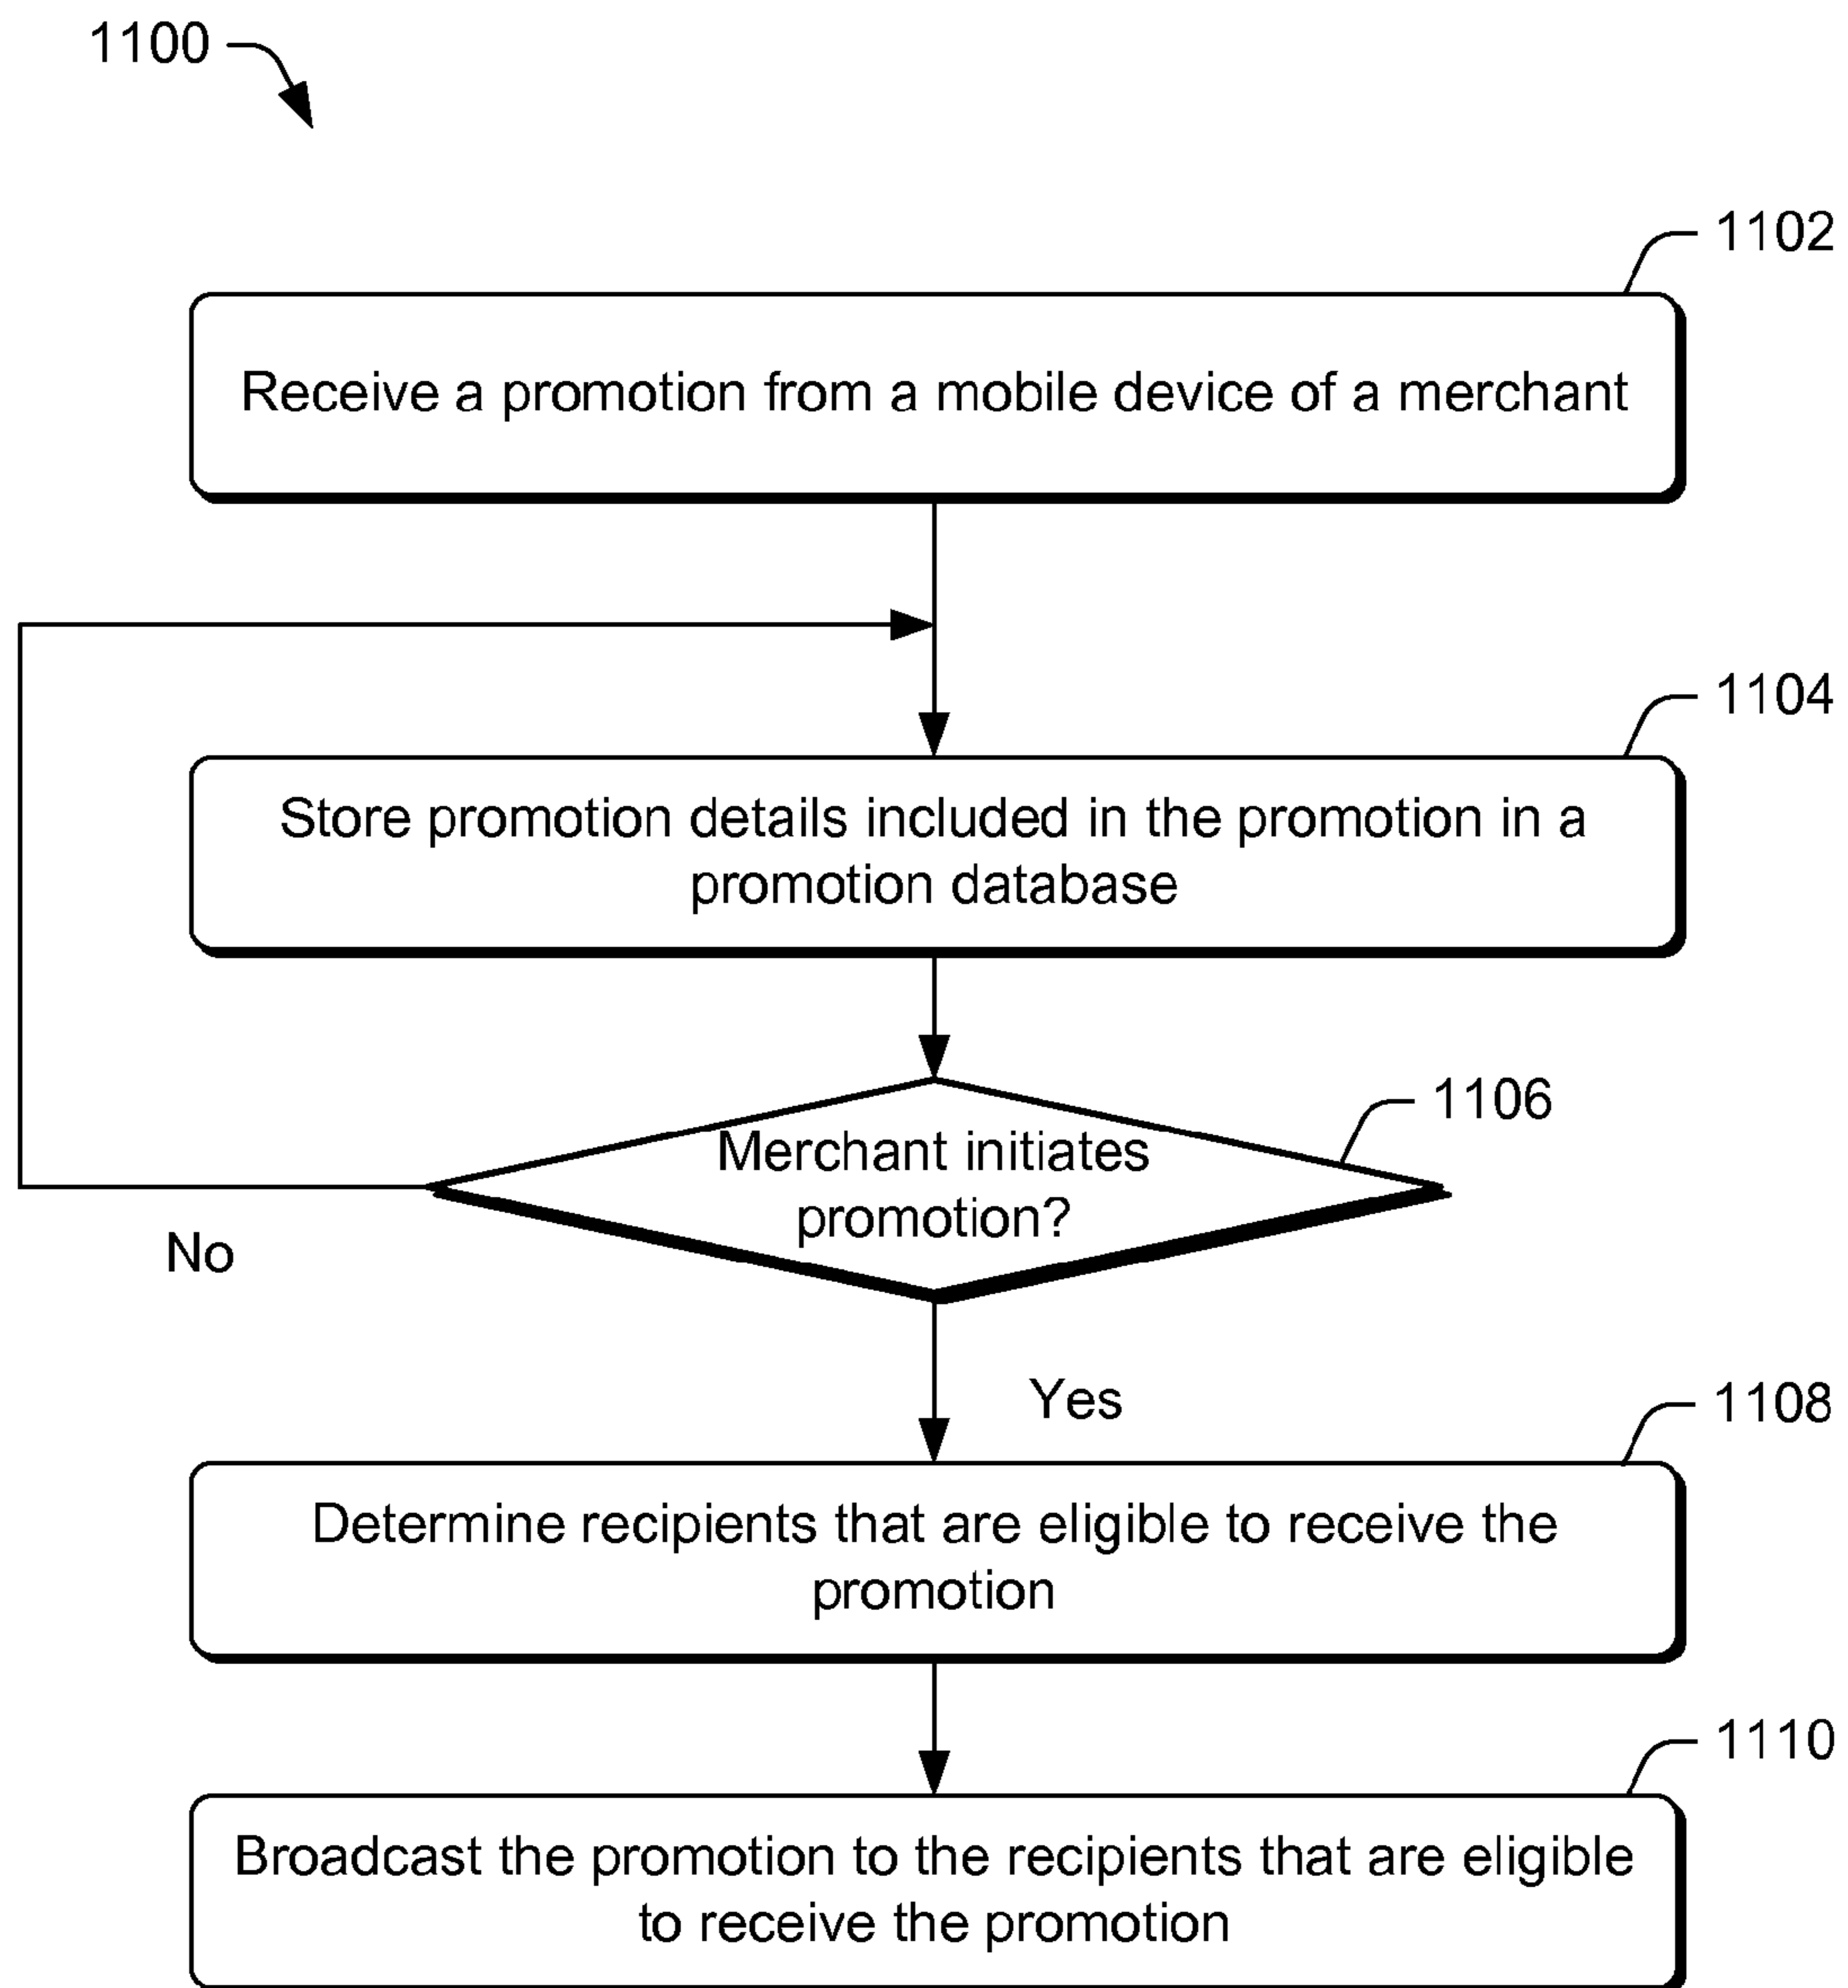 1100
1102
Receive a promotion from a mobile device of a merchant
1104
Store promotion details included in the promotion in a
promotion database
1106
Merchant initiates
promotion?
No
Yes
1108
Determine recipients that are eligible to receive the
promotion
1110
Broadcast the promotion to the recipients that are eligible
to receive the promotion